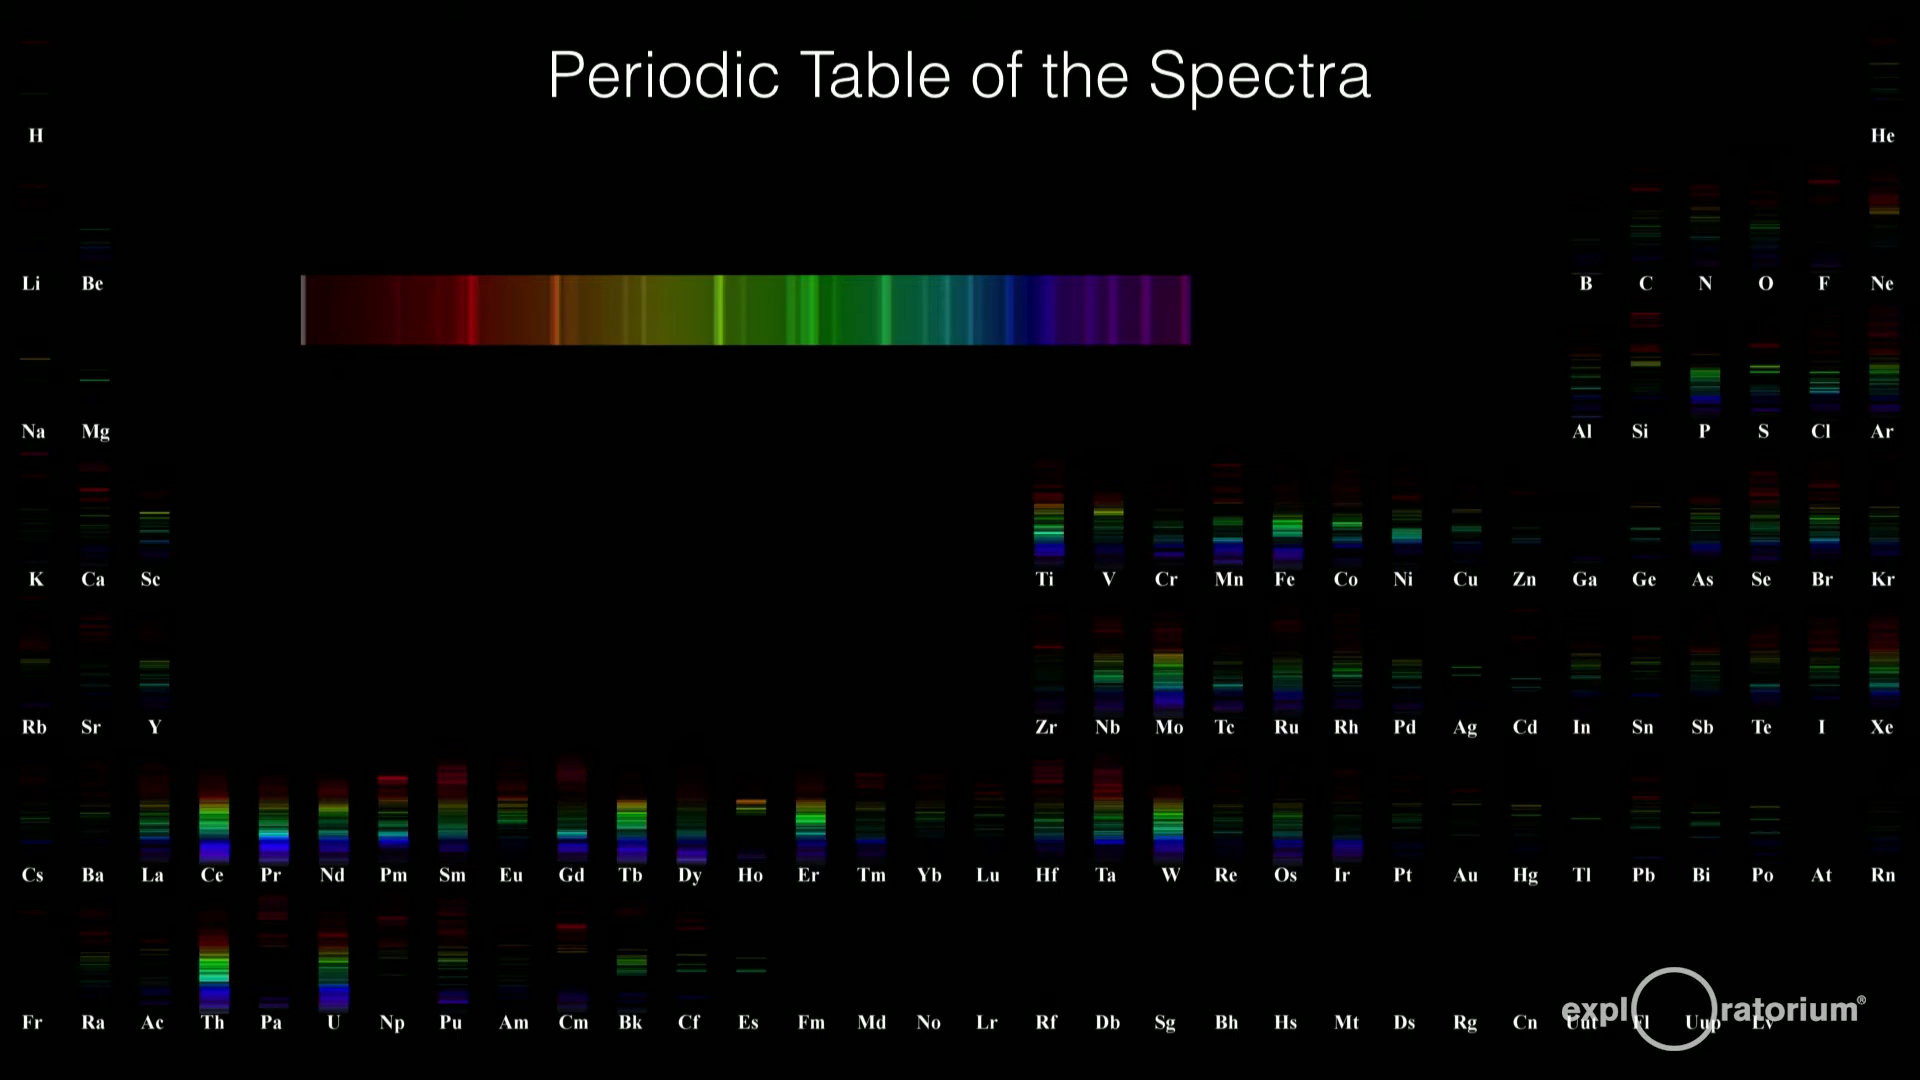 Periodic Table of the Spectra
H He
Li Be B C N O F Ne
Na Mg Al Si P S Cl Ar
K Ca Sc Ti V Cr Mn Fe Co Ni Cu Zn Ga Ge As Se Br Kr
Rb Sr Y Zr Nb Mo Tc Ru Rh Pd Ag Cd In Sn Sb Te I Xe
Cs Ba La Ce Pr Nd Pm Sm Eu Gd Tb Dy Ho Er Tm Yb Lu Hf Ta W Re Os Ir Pt Au Hg Tl Pb Bi Po At Rn
Fr Ra Ac Th Pa U Np Pu Am Cm Bk Cf Es Fm Md No Lr Rf Db Sg Bh Hs Mt Ds Rg Cn Uut Fl Uup Lv
exploratorium®